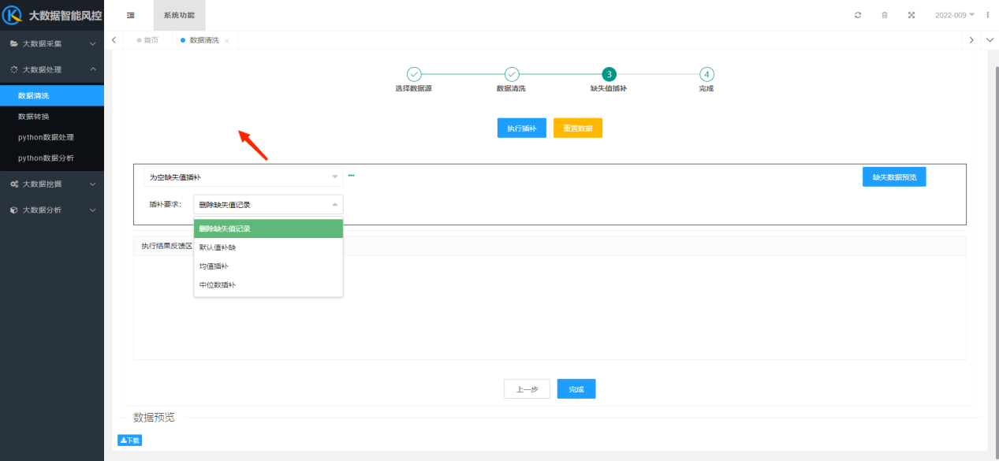 大数据智能风控
系统功能
2022-009
大数据采集
大数据处理
数据清洗
数据转换
python数据处理
python数据分析
大数据挖掘
大数据分析
首页
数据清洗
3
4
选择数据源
数据清洗
缺失值插补
完成
执行插补
重置数据
为空缺失值插补
缺失数据预览
插补要求：
删除缺失值记录
删除缺失值记录
默认值补缺
均值插补
中位数插补
执行结果反馈区
上一步
完成
数据预览
下载